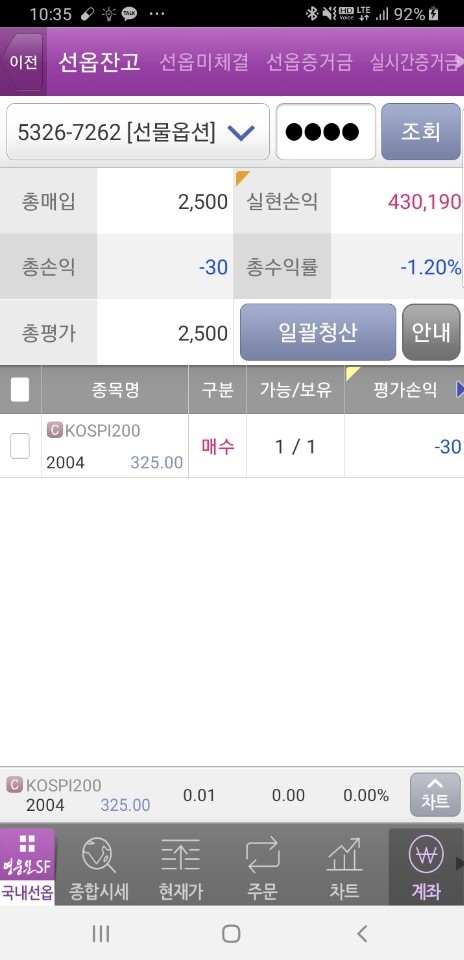 10:35 TALK ... HD Voice LTE 92%
이전 선옵잔고 선옵미체결 선옵증거금 실시간증거금
5326-7262 [선물옵션] ●●●● 조회
총매입 2,500 실현손익 430,190
총손익 -30 총수익률 -1.20%
총평가 2,500 일괄청산 안내
종목명 구분 가능/보유 평가손익
C KOSPI200
2004 325.00 매수 1 / 1 -30
C KOSPI200
2004 325.00 0.01 0.00 0.00% 차트
영웅문SF
국내선옵 종합시세 현재가 주문 차트 계좌